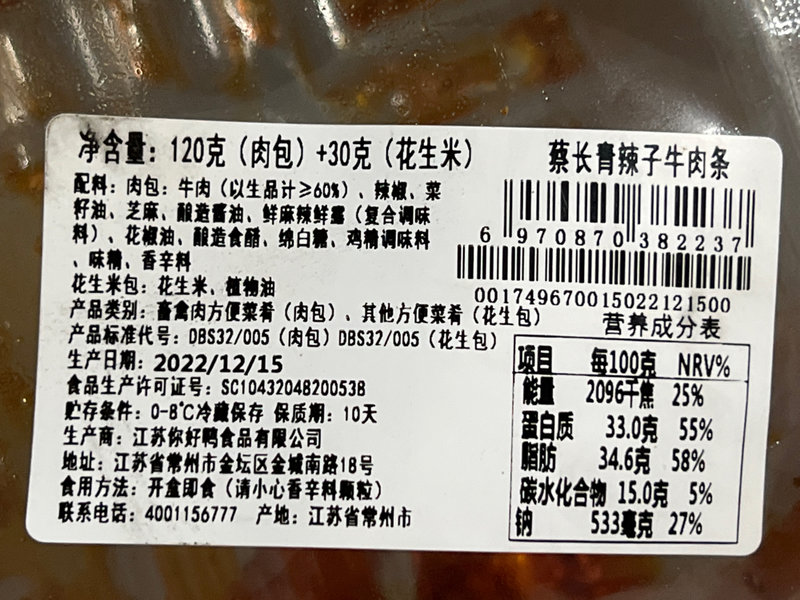 净含量：120克（肉包）+30克（花生米）
蔡长青辣子牛肉条
配料：肉包：牛肉（以生品计≥60%）、辣椒、菜
籽油、芝麻、酿造酱油、鲜麻辣鲜露（复合调味
料）、花椒油、酿造食醋、绵白糖、鸡精调味料
、味精、香辛料
花生米包：花生米、植物油
6 970870 382237
001749670015022121500
产品类别：畜禽肉方便菜肴（肉包）、其他方便菜肴（花生包）
产品标准代号：DBS32/005（肉包）DBS32/005（花生包）
生产日期：2022/12/15
食品生产许可证号：SC10432048200538
贮存条件：0-8℃冷藏保存 保质期：10天
生产商：江苏你好鸭食品有限公司
地址：江苏省常州市金坛区金城南路18号
食用方法：开盒即食（请小心香辛料颗粒）
联系电话：4001156777 产地：江苏省常州市
营养成分表
项目 每100克 NRV%
能量 2096千焦 25%
蛋白质 33.0克 55%
脂肪 34.6克 58%
碳水化合物 15.0克 5%
钠 533毫克 27%